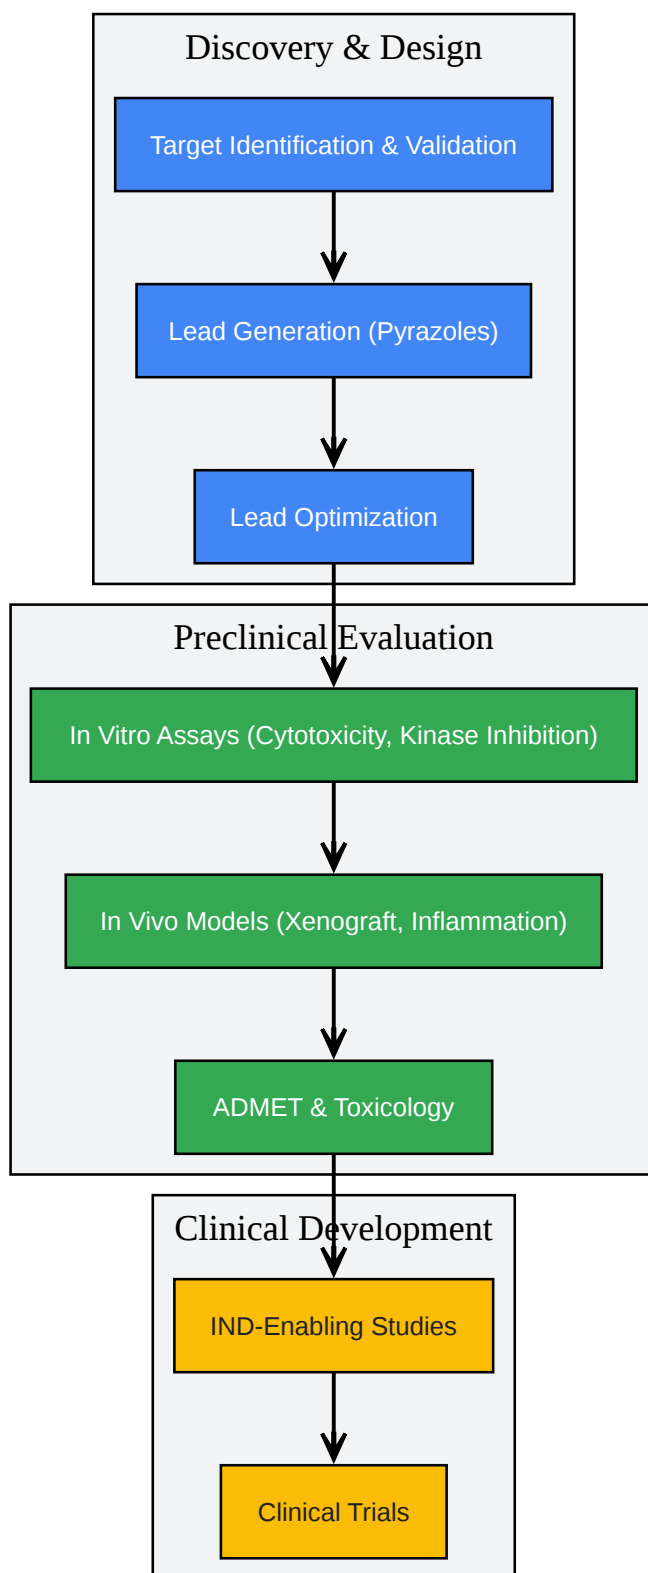 Discovery & Design
Target Identification & Validation
Lead Generation (Pyrazoles)
Lead Optimization
Preclinical Evaluation
In Vitro Assays (Cytotoxicity, Kinase Inhibition)
In Vivo Models (Xenograft, Inflammation)
ADMET & Toxicology
Clinical Development
IND-Enabling Studies
Clinical Trials